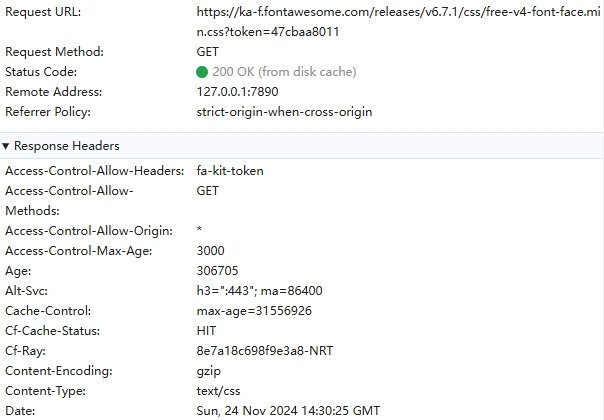 Request URL: https://ka-f.fontawesome.com/releases/v6.7.1/css/free-v4-font-face.mi
n.css?token=47cbaa8011
Request Method: GET
Status Code: 200 OK (from disk cache)
Remote Address: 127.0.0.1:7890
Referrer Policy: strict-origin-when-cross-origin
Response Headers
Access-Control-Allow-Headers: fa-kit-token
Access-Control-Allow- GET
Methods:
Access-Control-Allow-Origin: *
Access-Control-Max-Age: 3000
Age: 306705
Alt-Svc: h3=":443"; ma=86400
Cache-Control: max-age=31556926
Cf-Cache-Status: HIT
Cf-Ray: 8e7a18c698f9e3a8-NRT
Content-Encoding: gzip
Content-Type: text/css
Date: Sun, 24 Nov 2024 14:30:25 GMT